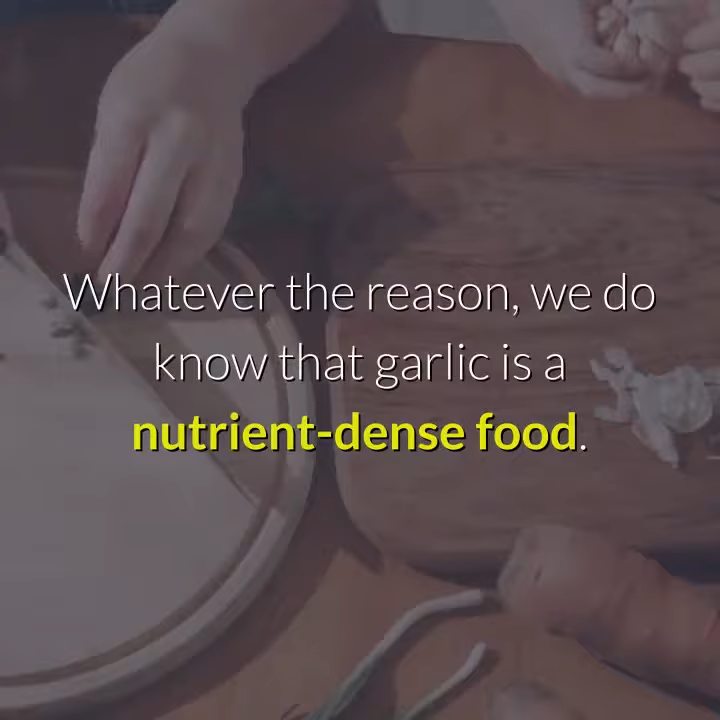 Whatever the reason, we do
know that garlic is a
nutrient-dense food.